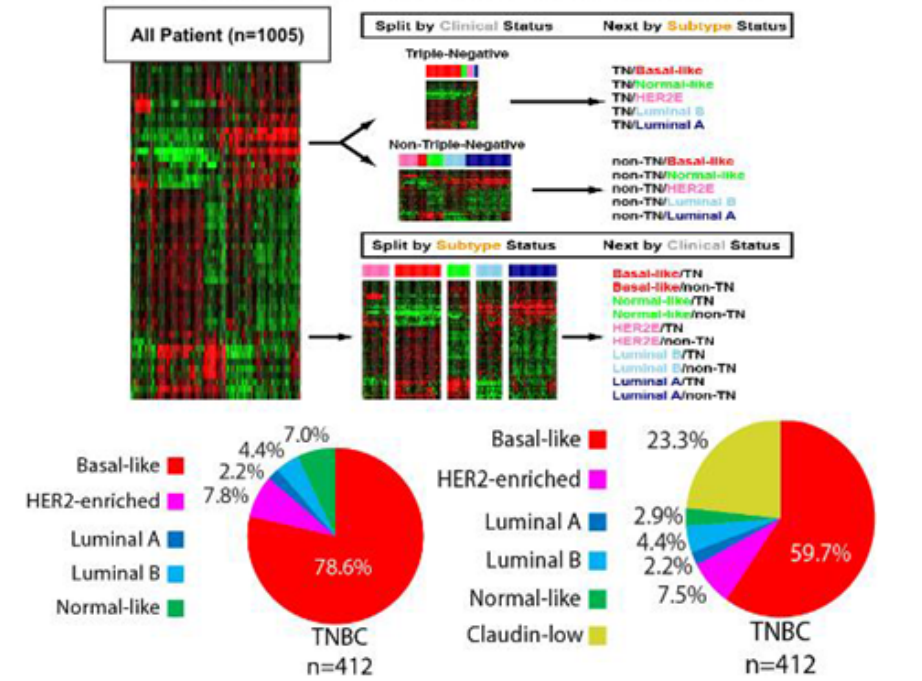 All Patient (n=1005)
Split by Clinical Status
Next by Subtype Status
Triple-Negative
TN/Basal-like
TN/Normal-like
TN/HER2E
TN/Luminal B
TN/Luminal A
Non-Triple-Negative
non-TN/Basal-like
non-TN/Normal-like
non-TN/HER2E
non-TN/Luminal B
non-TN/Luminal A
Split by Subtype Status
Next by Clinical Status
Basal-like/TN
Basal-like/non-TN
Normal-like/TN
Normal-like/non-TN
HER2E/TN
HER2E/non-TN
Luminal B/TN
Luminal B/non-TN
Luminal A/TN
Luminal A/non-TN
Basal-like
HER2-enriched
Luminal A
Luminal B
Normal-like
7.0%
4.4%
2.2%
7.8%
78.6%
TNBC
n=412
Basal-like
HER2-enriched
Luminal A
Luminal B
Normal-like
Claudin-low
23.3%
2.9%
4.4%
2.2%
7.5%
59.7%
TNBC
n=412